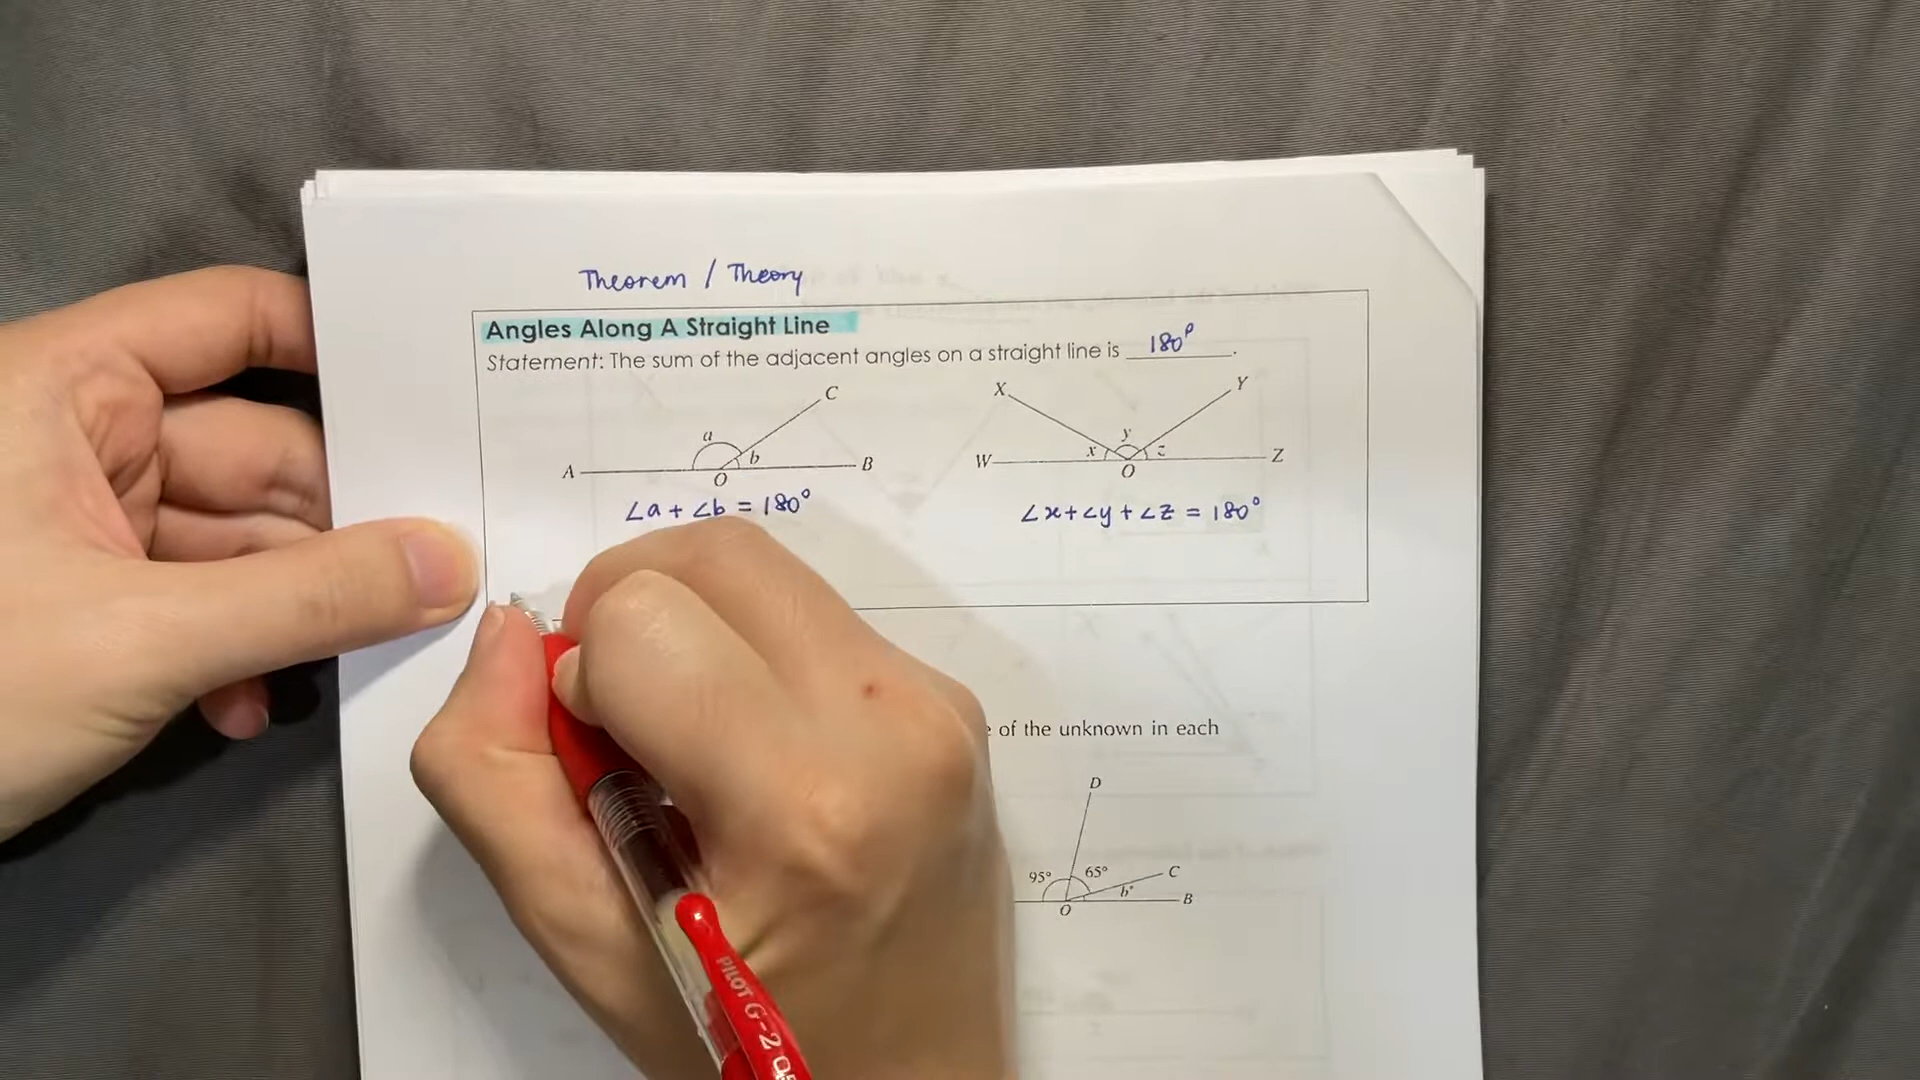 Theorem / Theory
Angles Along A Straight Line
Statement: The sum of the adjacent angles on a straight line is 180°.
C
a
b
A
B
O
∠a + ∠b = 180°
X
Y
y
x
z
W
Z
O
∠x + ∠y + ∠z = 180°
of the unknown in each
D
95°
65°
C
b°
B
O
PILOT G-2